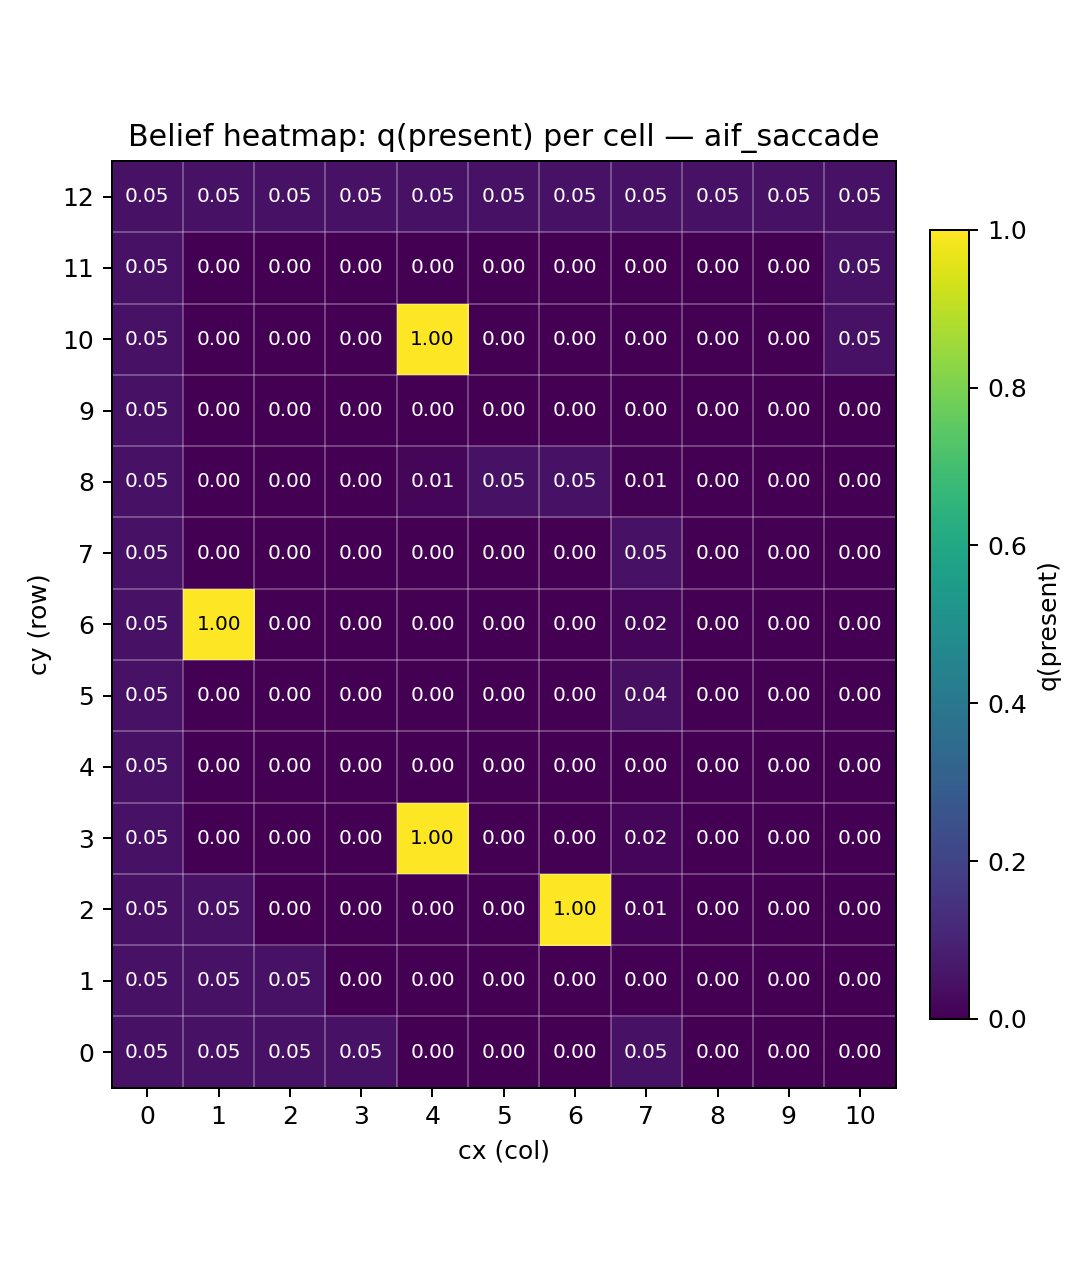 Belief heatmap: q(present) per cell — aif_saccade
12 0.05 0.05 0.05 0.05 0.05 0.05 0.05 0.05 0.05 0.05 0.05
11 0.05 0.00 0.00 0.00 0.00 0.00 0.00 0.00 0.00 0.00 0.05
10 0.05 0.00 0.00 0.00 1.00 0.00 0.00 0.00 0.00 0.00 0.05
9 0.05 0.00 0.00 0.00 0.00 0.00 0.00 0.00 0.00 0.00 0.00
8 0.05 0.00 0.00 0.00 0.01 0.05 0.05 0.01 0.00 0.00 0.00
7 0.05 0.00 0.00 0.00 0.00 0.00 0.00 0.05 0.00 0.00 0.00
6 0.05 1.00 0.00 0.00 0.00 0.00 0.00 0.02 0.00 0.00 0.00
5 0.05 0.00 0.00 0.00 0.00 0.00 0.00 0.04 0.00 0.00 0.00
4 0.05 0.00 0.00 0.00 0.00 0.00 0.00 0.00 0.00 0.00 0.00
3 0.05 0.00 0.00 0.00 1.00 0.00 0.00 0.02 0.00 0.00 0.00
2 0.05 0.05 0.00 0.00 0.00 0.00 1.00 0.01 0.00 0.00 0.00
1 0.05 0.05 0.05 0.00 0.00 0.00 0.00 0.00 0.00 0.00 0.00
0 0.05 0.05 0.05 0.05 0.00 0.00 0.00 0.05 0.00 0.00 0.00
0 1 2 3 4 5 6 7 8 9 10
cx (col)
cy (row)
1.0
0.8
0.6
0.4
0.2
0.0
q(present)